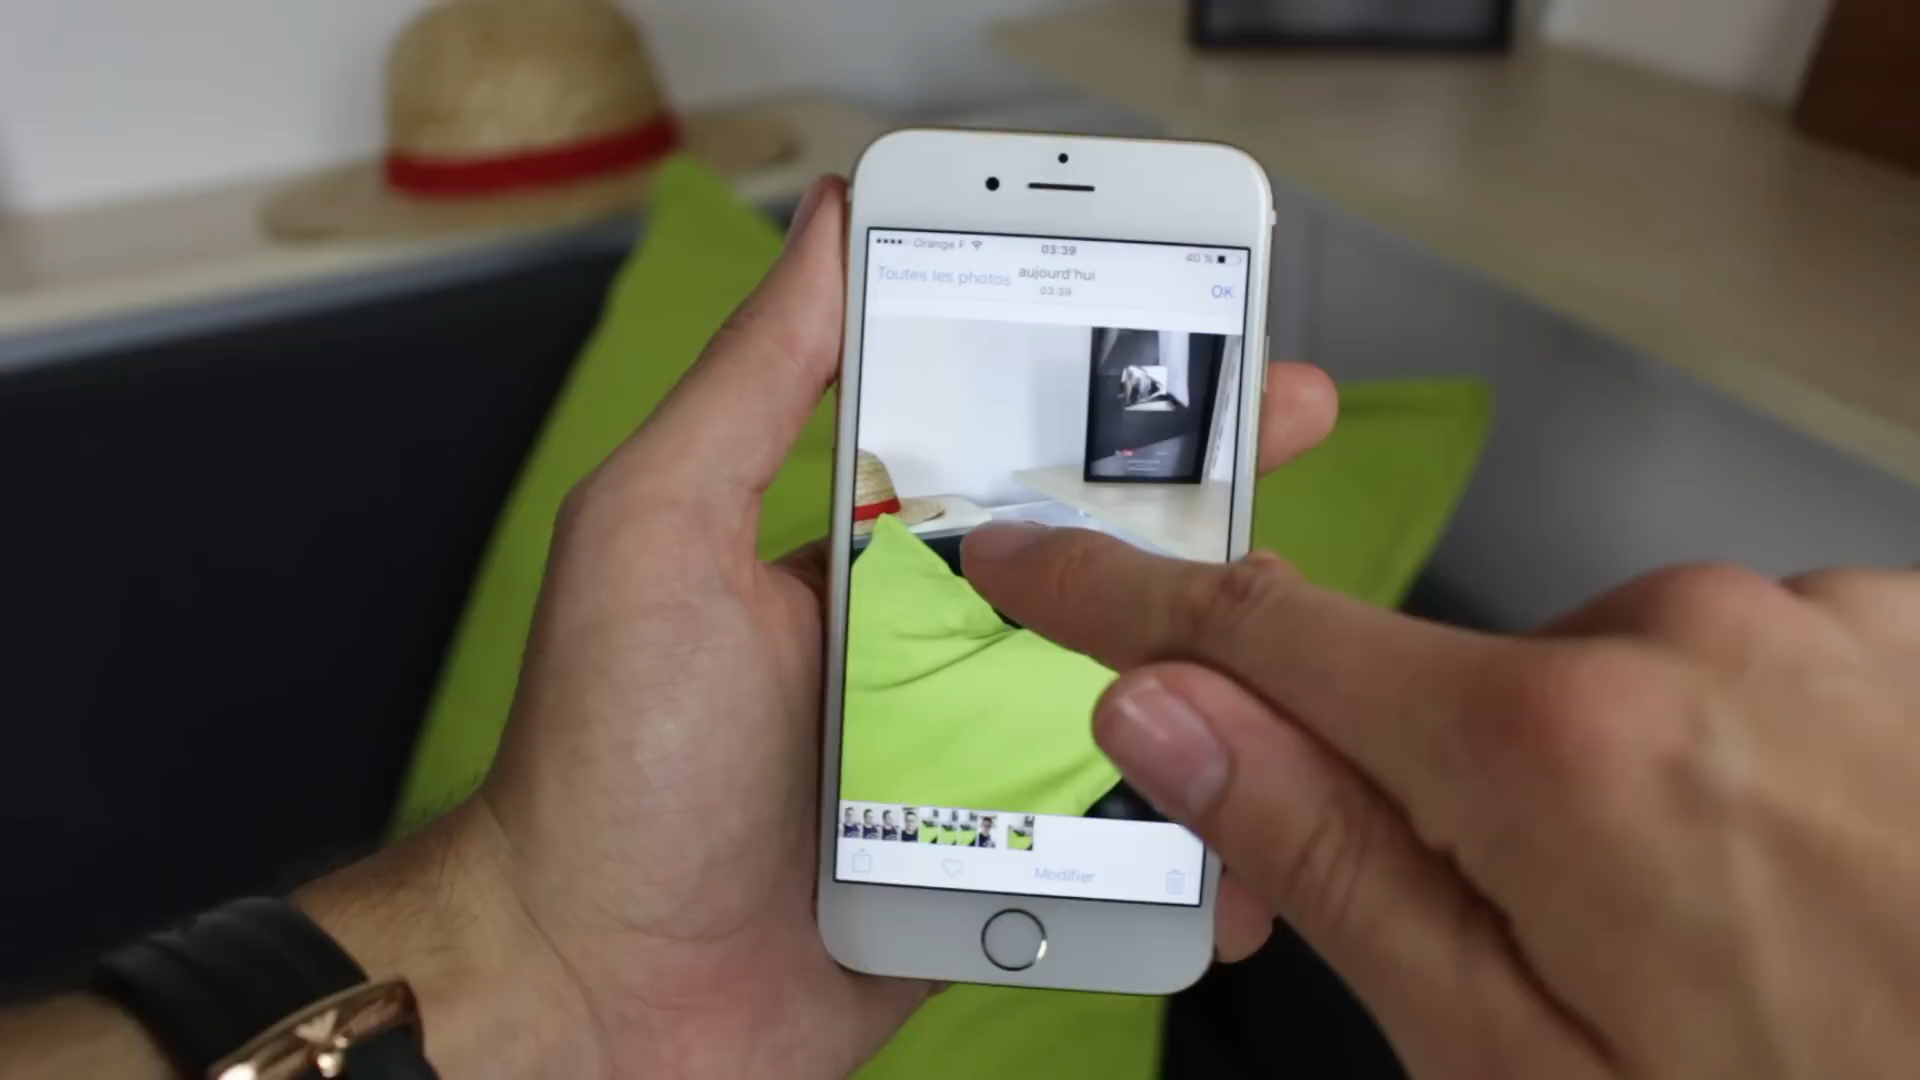 Orange F
03:39
40 %
Toutes les photos
aujourd'hui
03:39
OK
Modifier